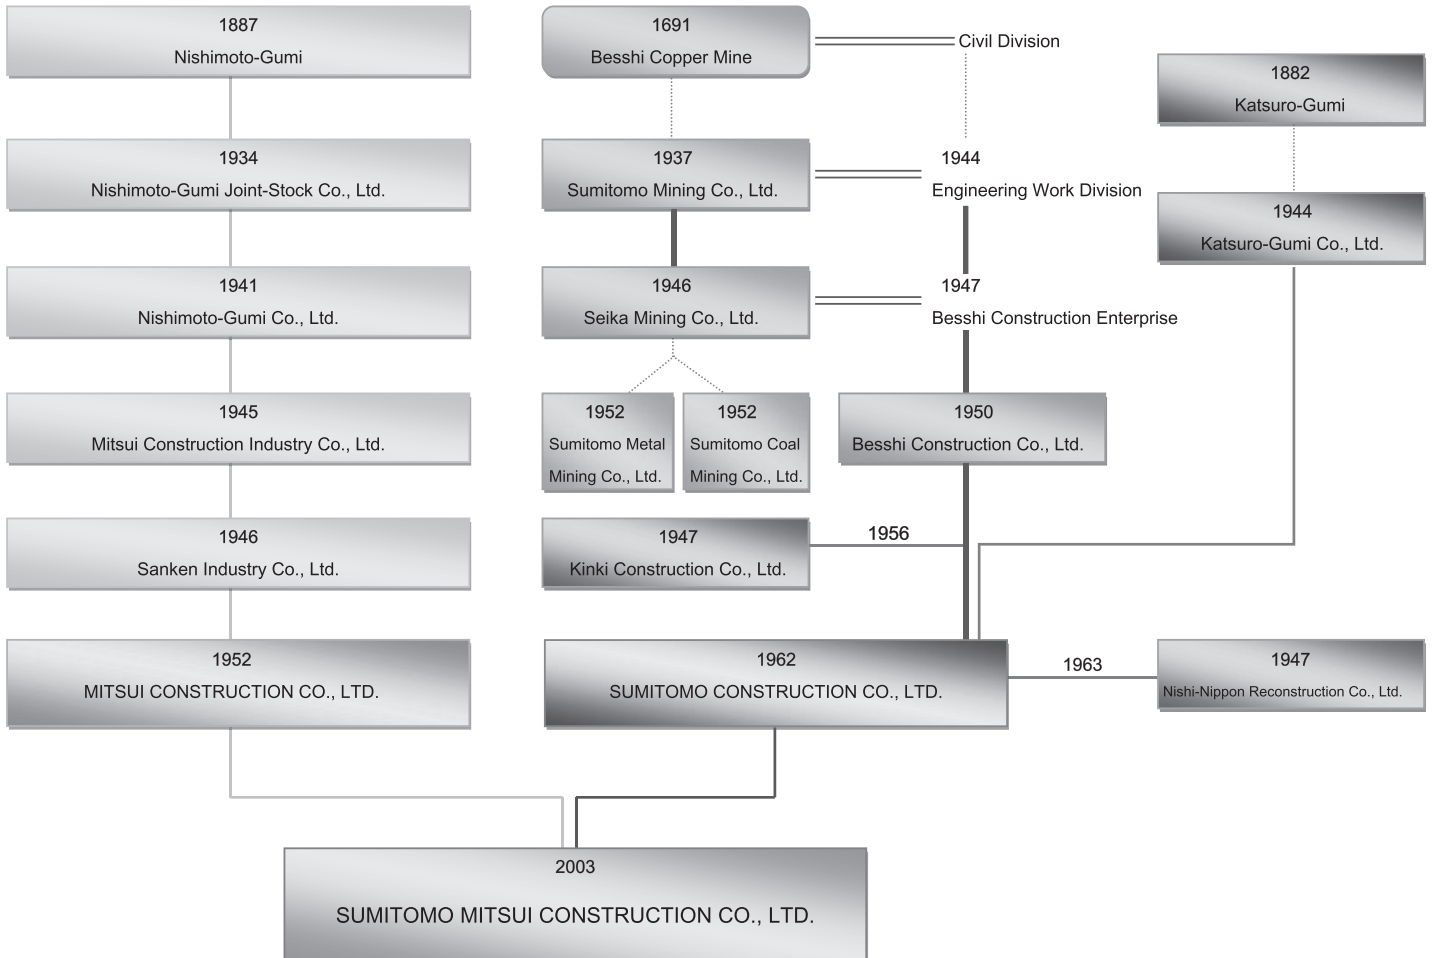 1887
Nishimoto-Gumi
1934
Nishimoto-Gumi Joint-Stock Co., Ltd.
1941
Nishimoto-Gumi Co., Ltd.
1945
Mitsui Construction Industry Co., Ltd.
1946
Sanken Industry Co., Ltd.
1952
MITSUI CONSTRUCTION CO., LTD.
1691
Besshi Copper Mine
Civil Division
1937
Sumitomo Mining Co., Ltd.
1944
Engineering Work Division
1946
Seika Mining Co., Ltd.
1947
Besshi Construction Enterprise
1952
Sumitomo Metal
Mining Co., Ltd.
1952
Sumitomo Coal
Mining Co., Ltd.
1950
Besshi Construction Co., Ltd.
1947
Kinki Construction Co., Ltd.
1956
1882
Katsuro-Gumi
1944
Katsuro-Gumi Co., Ltd.
1962
SUMITOMO CONSTRUCTION CO., LTD.
1963
1947
Nishi-Nippon Reconstruction Co., Ltd.
2003
SUMITOMO MITSUI CONSTRUCTION CO., LTD.